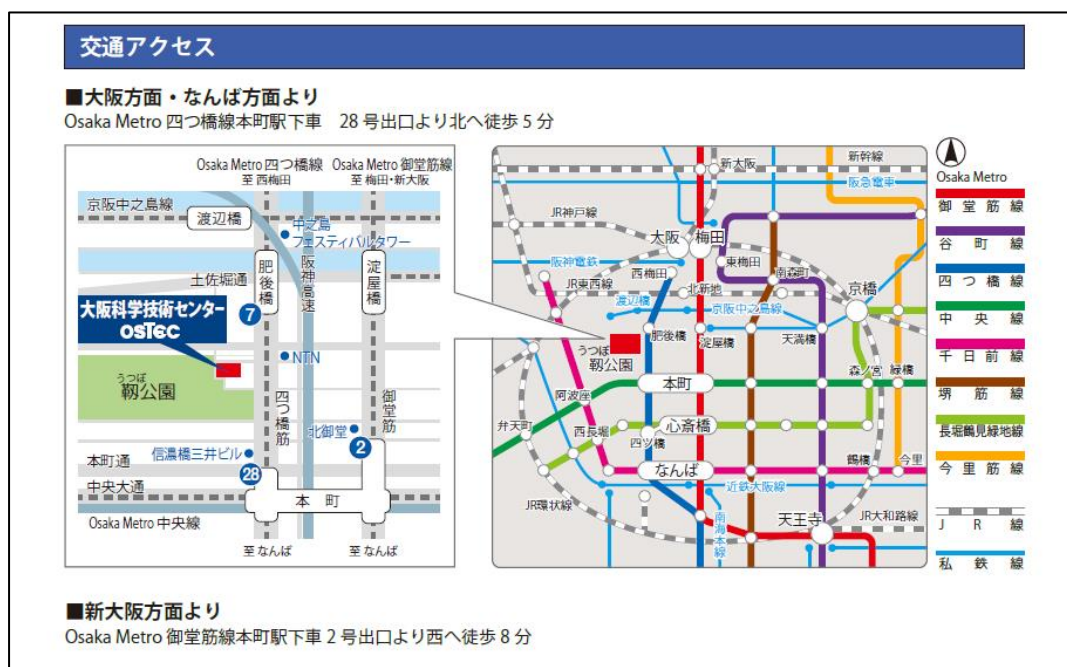 交通アクセス
■大阪方面・なんば方面より
Osaka Metro 四つ橋線本町駅下車　28 号出口より北へ徒歩 5 分
Osaka Metro 四つ橋線
至 西梅田
Osaka Metro 御堂筋線
至 梅田・新大阪
京阪中之島線
渡辺橋
中之島
フェスティバルタワー
阪神高速
肥後橋
淀屋橋
土佐堀通
大阪科学技術センター
OSTEC
7
NTN
うつぼ
靱公園
四つ橋筋
御堂筋
北御堂
2
信濃橋三井ビル
本町通
28
中央大通
本町
Osaka Metro 中央線
至 なんば
至 なんば
新大阪
新幹線
阪急電車
JR神戸線
大阪
梅田
阪神電鉄
西梅田
東梅田
JR東西線
北新地
南森町
京橋
渡辺橋
京阪中之島線
肥後橋
淀屋橋
天満橋
うつぼ
靱公園
森ノ宮
緑橋
本町
阿波座
弁天町
心斎橋
西長堀
四ツ橋
なんば
鶴橋
今里
近鉄大阪線
JR環状線
南海本線
天王寺
JR大和路線
Osaka Metro
御堂筋線
谷町線
四つ橋線
中央線
千日前線
堺筋線
長堀鶴見緑地線
今里筋線
JR線
私鉄線
■新大阪方面より
Osaka Metro 御堂筋線本町駅下車 2 号出口より西へ徒歩 8 分